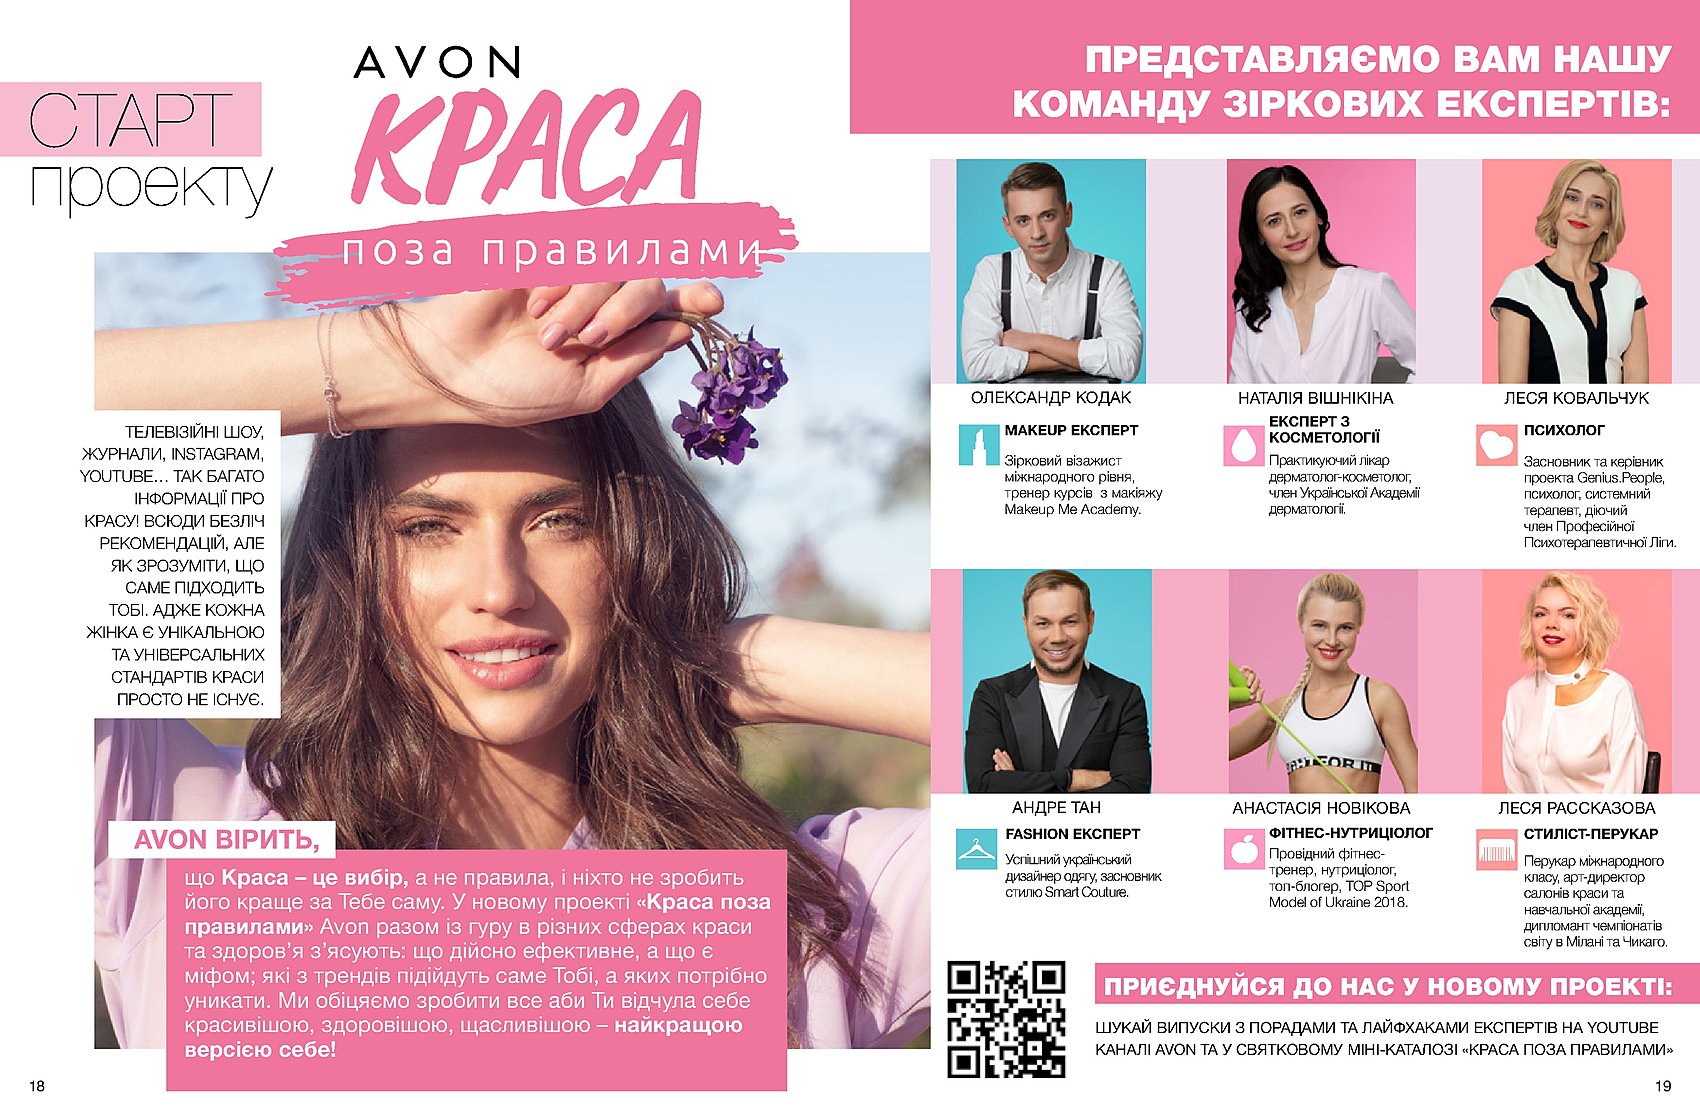 СТАРТ
проекту
AVON
КРАСА
поза правилами
ТЕЛЕВІЗІЙНІ ШОУ,
ЖУРНАЛИ, INSTAGRAM,
YOUTUBE... ТАК БАГАТО
ІНФОРМАЦІЇ ПРО
КРАСУ! ВСЮДИ БЕЗЛІЧ
РЕКОМЕНДАЦІЙ, АЛЕ
ЯК ЗРОЗУМІТИ, ЩО
САМЕ ПІДХОДИТЬ
ТОБІ. АДЖЕ КОЖНА
ЖІНКА Є УНІКАЛЬНОЮ
ТА УНІВЕРСАЛЬНИХ
СТАНДАРТІВ КРАСИ
ПРОСТО НЕ ІСНУЄ.
AVON ВІРИТЬ,
що Краса – це вибір, а не правила, і ніхто не зробить
його краще за Тебе саму. У новому проекті «Краса поза
правилами» Avon разом із гуру в різних сферах краси
та здоров’я з’ясують: що дійсно ефективне, а що є
міфом; які з трендів підійдуть саме Тобі, а яких потрібно
уникати. Ми обіцяємо зробити все аби Ти відчула себе
красивішою, здоровішою, щасливішою – найкращою
версією себе!
18
ПРЕДСТАВЛЯЄМО ВАМ НАШУ
КОМАНДУ ЗІРКОВИХ ЕКСПЕРТІВ:
ОЛЕКСАНДР КОДАК
MAKEUP ЕКСПЕРТ
Зірковий візажист
міжнародного рівня,
тренер курсів з макіяжу
Makeup Me Academy.
НАТАЛІЯ ВІШНІКІНА
ЕКСПЕРТ З
КОСМЕТОЛОГІЇ
Практикуючий лікар
дерматолог-косметолог,
член Української Академії
дерматології.
ЛЕСЯ КОВАЛЬЧУК
ПСИХОЛОГ
Засновник та керівник
проекта Genius.People,
психолог, системний
терапевт, діючий
член Професійної
Психотерапевтичної Ліги.
АНДРЕ ТАН
FASHION ЕКСПЕРТ
Успішний український
дизайнер одягу, засновник
стилю Smart Couture.
GHT FOR IT
АНАСТАСІЯ НОВІКОВА
ФІТНЕС-НУТРИЦІОЛОГ
Провідний фітнес-
тренер, нутриціолог,
топ-блогер, TOP Sport
Model of Ukraine 2018.
ЛЕСЯ РАССКАЗОВА
СТИЛІСТ-ПЕРУКАР
Перукар міжнародного
класу, арт-директор
салонів краси та
навчальної академії,
дипломант чемпіонатів
світу в Мілані та Чикаго.
ПРИЄДНУЙСЯ ДО НАС У НОВОМУ ПРОЕКТІ:
ШУКАЙ ВИПУСКИ З ПОРАДАМИ ТА ЛАЙФХАКАМИ ЕКСПЕРТІВ НА YOUTUBE
КАНАЛІ AVON ТА У СВЯТКОВОМУ МІНІ-КАТАЛОЗІ «КРАСА ПОЗА ПРАВИЛАМИ»
19